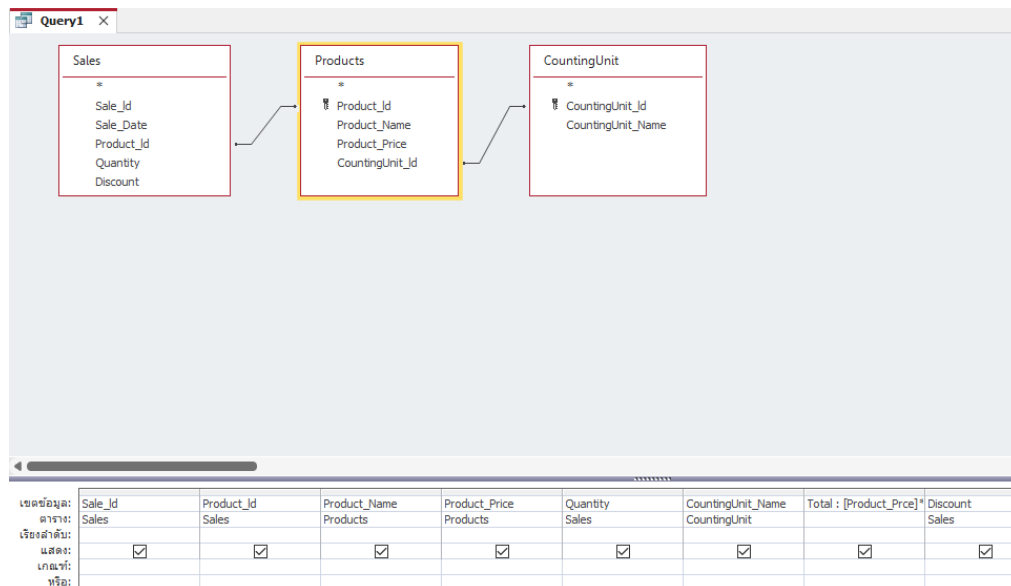 Query1
Sales
*
Sale_Id
Sale_Date
Product_Id
Quantity
Discount
Products
*
Product_Id
Product_Name
Product_Price
CountingUnit_Id
CountingUnit
*
CountingUnit_Id
CountingUnit_Name
เขตข้อมูล: Sale_Id Product_Id Product_Name Product_Price Quantity CountingUnit_Name Total : [Product_Prce]* Discount
ตาราง: Sales Sales Products Products Sales CountingUnit Sales
เรียงลำดับ:
แสดง:
เกณฑ์:
หรือ: